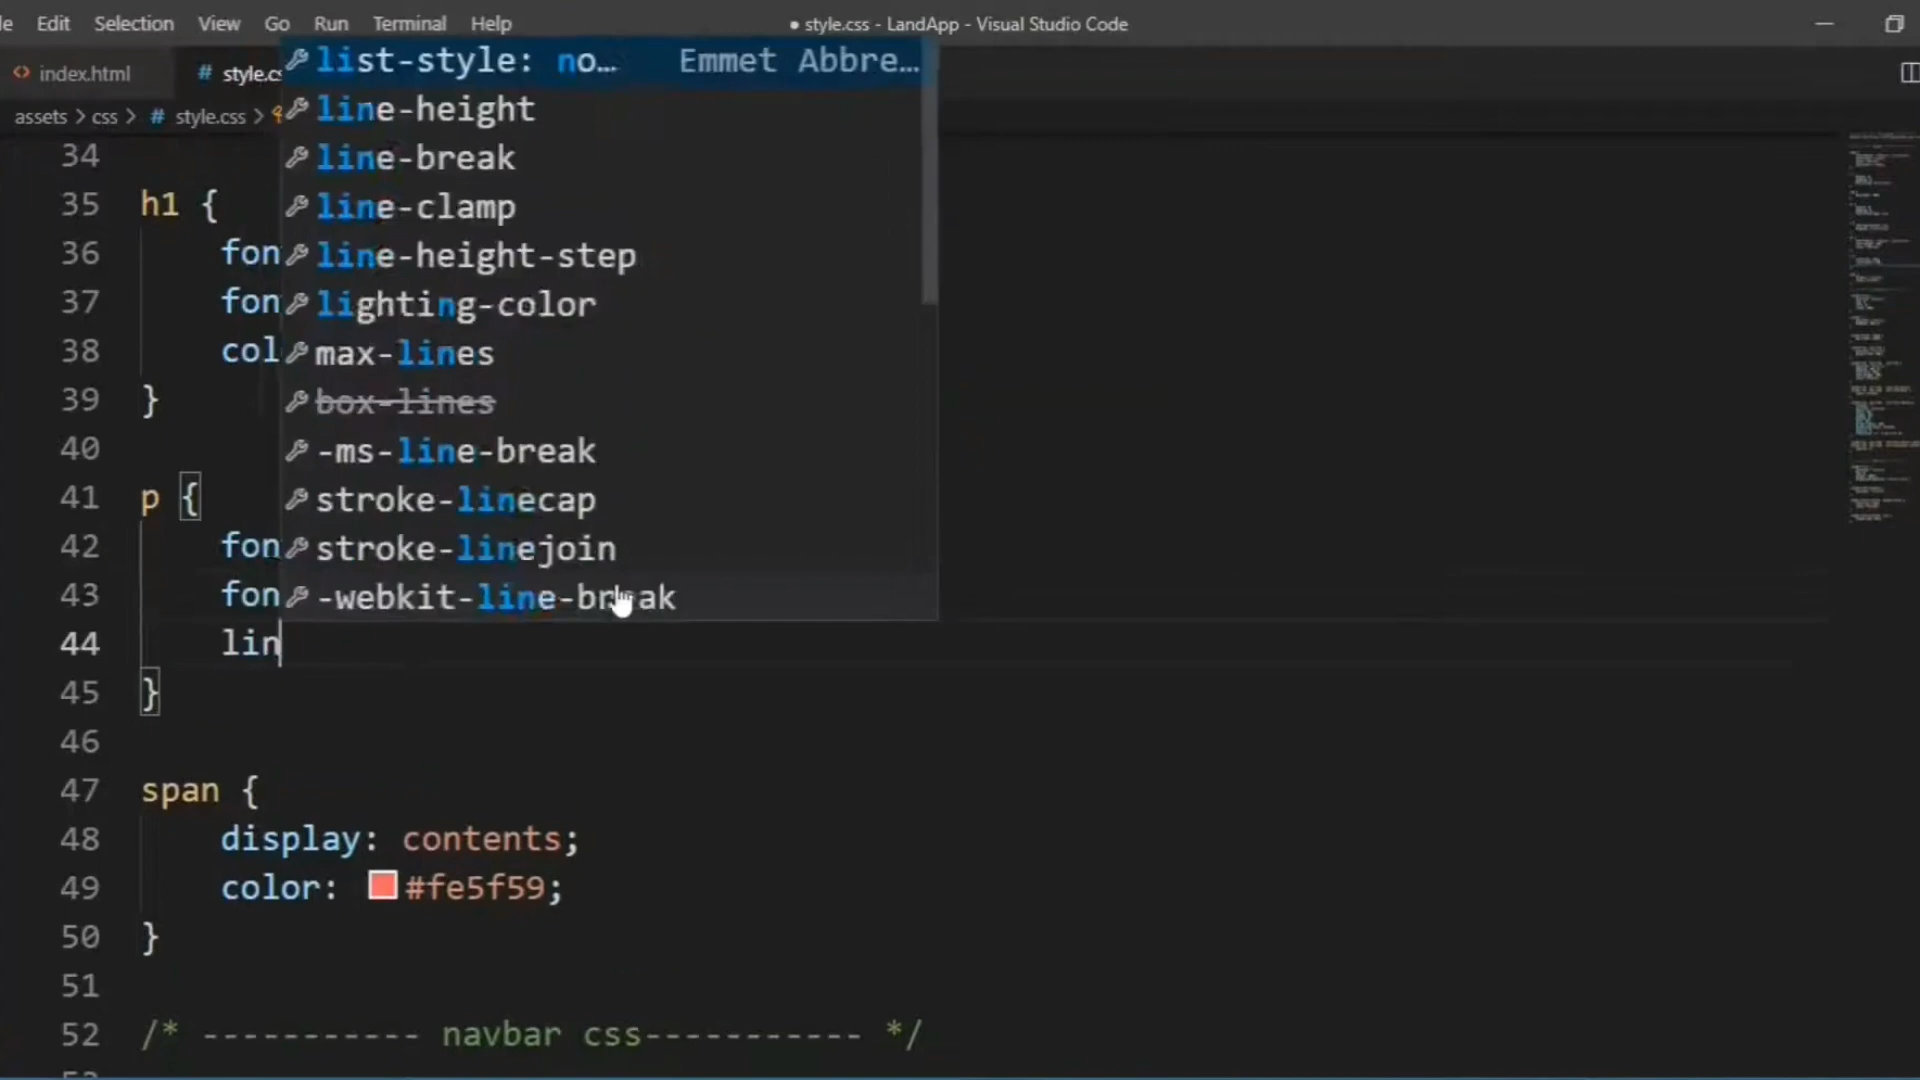 Edit Selection View Go Run Terminal Help ● style.css - LandApp - Visual Studio Code
index.html # style.cs
assets > css > # style.css >
list-style: no… Emmet Abbre…
line-height
line-break
line-clamp
line-height-step
lighting-color
max-lines
box-lines
-ms-line-break
stroke-linecap
stroke-linejoin
-webkit-line-break
34
35 h1 {
36 fon
37 fon
38 col
39 }
40
41 p {
42 fon
43 fon
44 lin
45 }
46
47 span {
48 display: contents;
49 color: #fe5f59;
50 }
51
52 /* ----------- navbar css----------- */